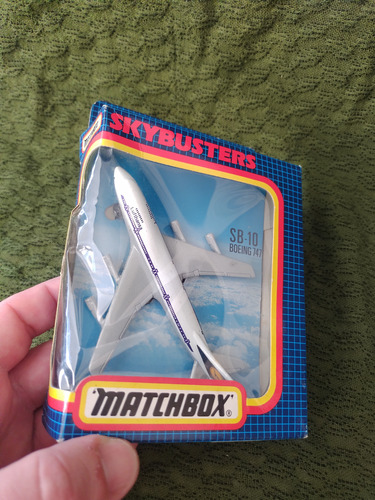 SKYBUSTERS
SB-10
BOEING 747
"MATCHBOX"®